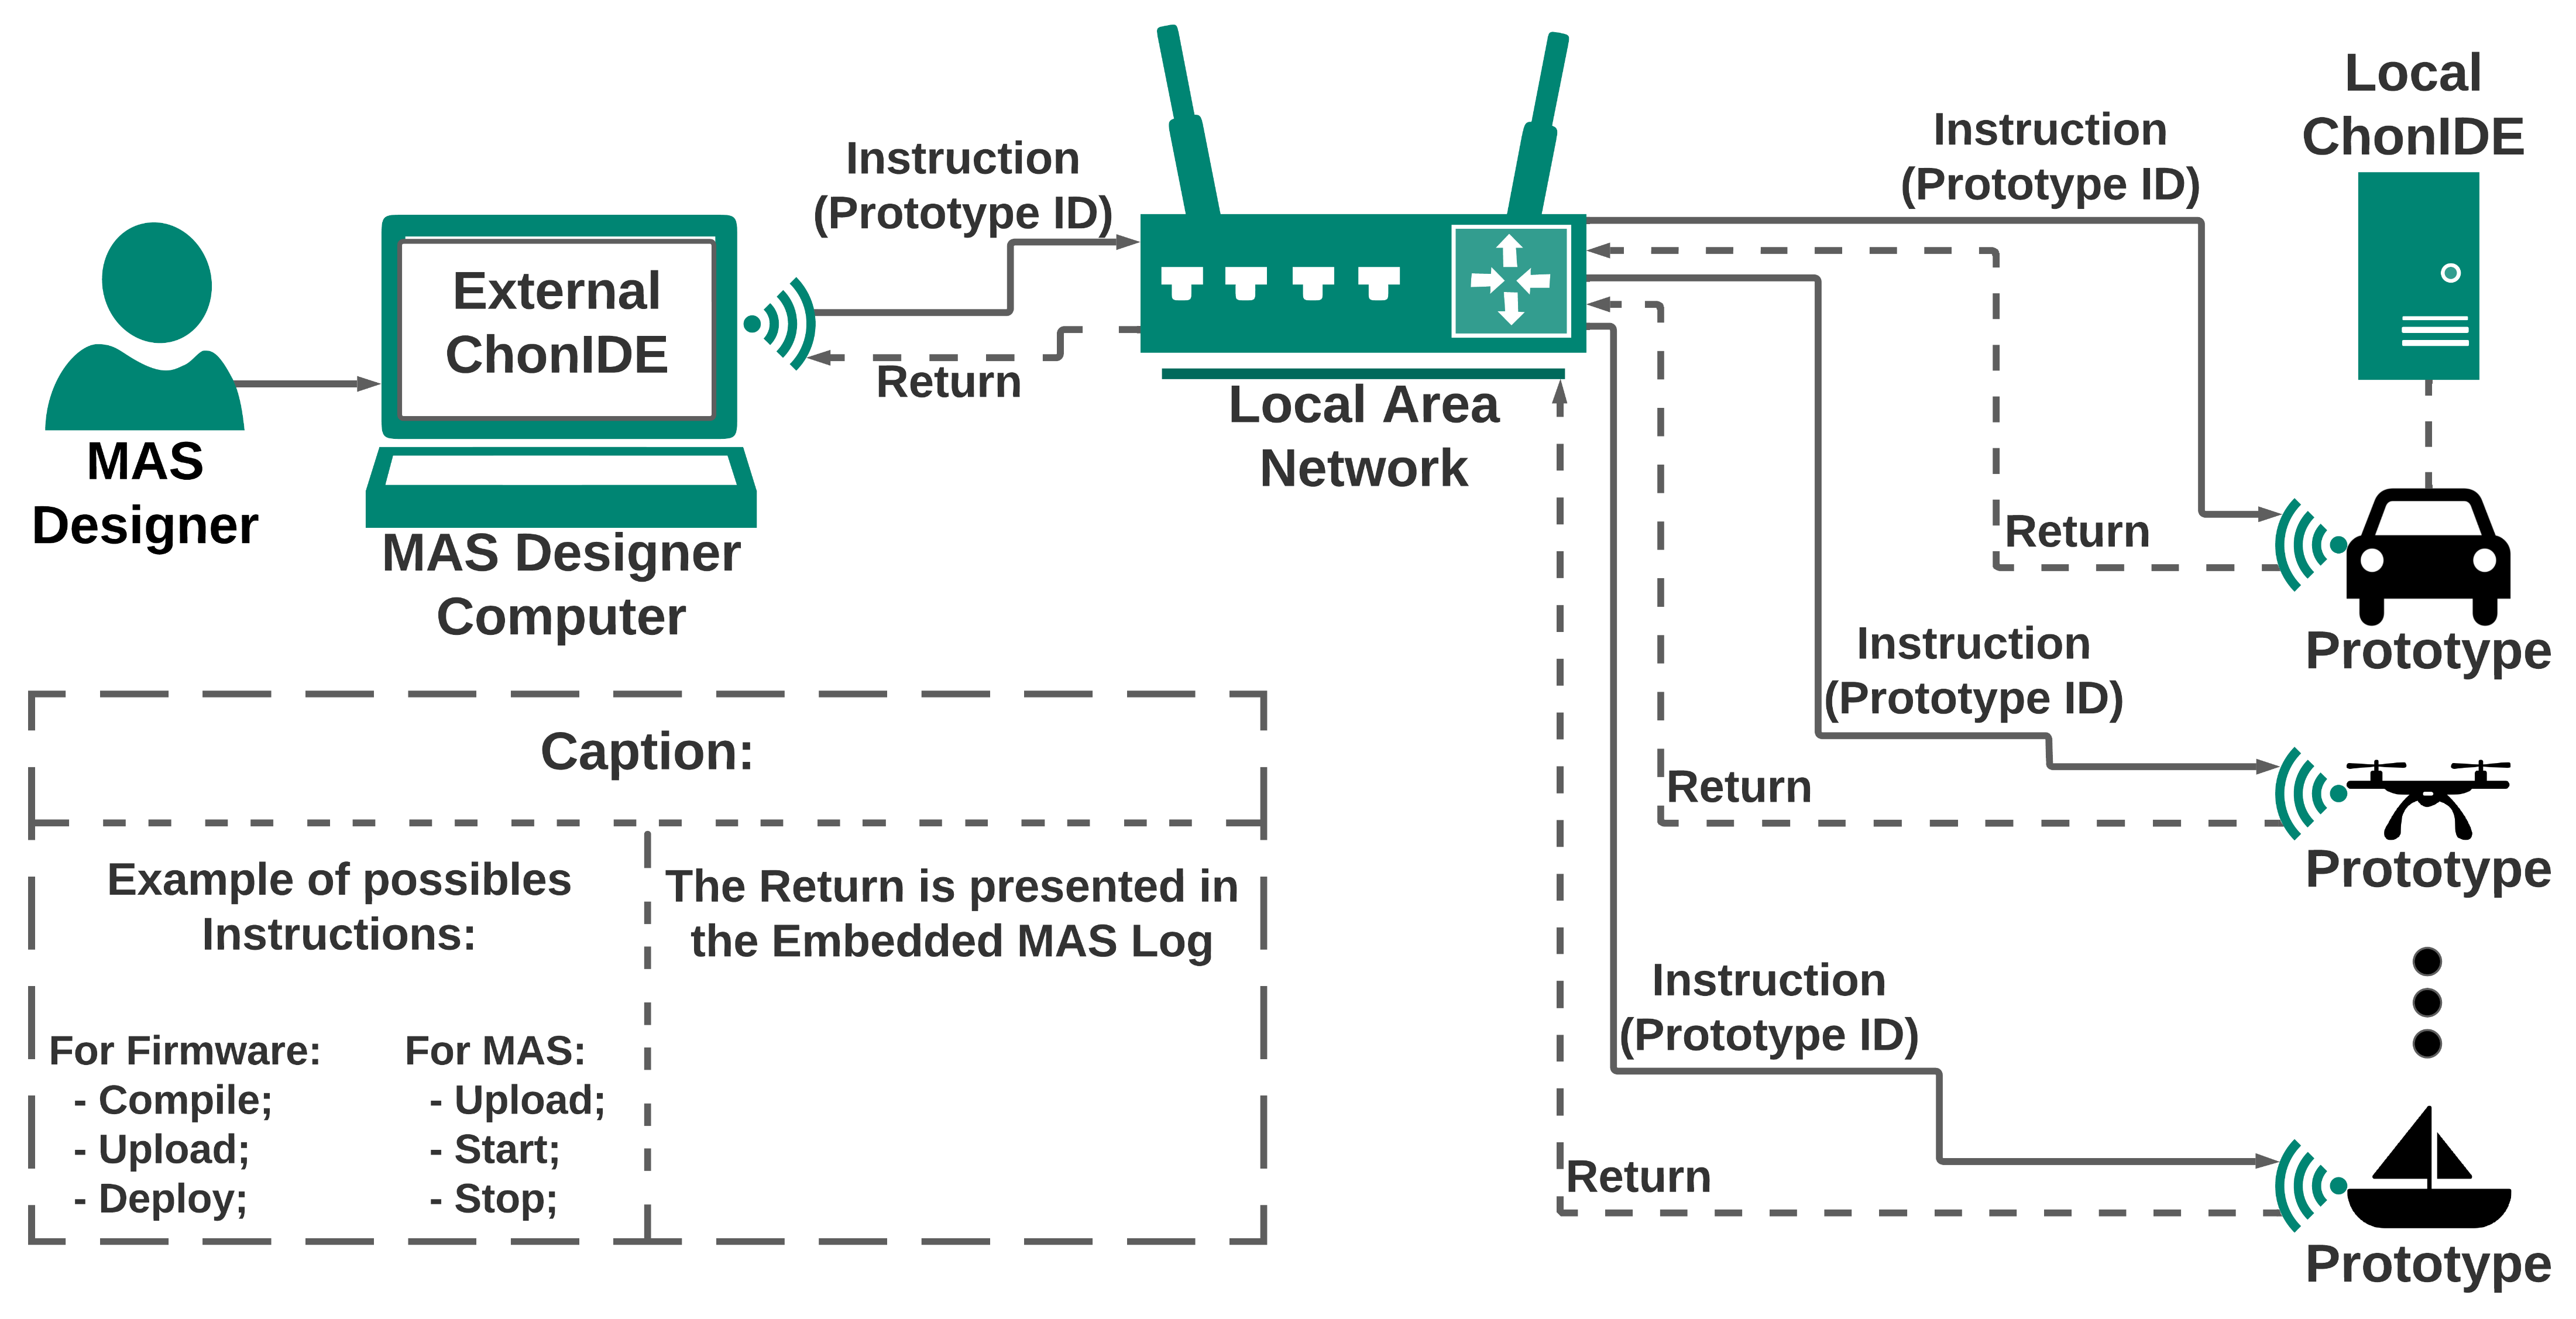 MAS
Designer
External
ChonIDE
MAS Designer
Computer
Instruction
(Prototype ID)
Return
Local Area
Network
Instruction
(Prototype ID)
Return
Local
ChonIDE
Prototype
Instruction
(Prototype ID)
Return
Prototype
Instruction
(Prototype ID)
Return
Prototype
Caption:
Example of possibles
Instructions:
For Firmware:
- Compile;
- Upload;
- Deploy;
For MAS:
- Upload;
- Start;
- Stop;
The Return is presented in
the Embedded MAS Log